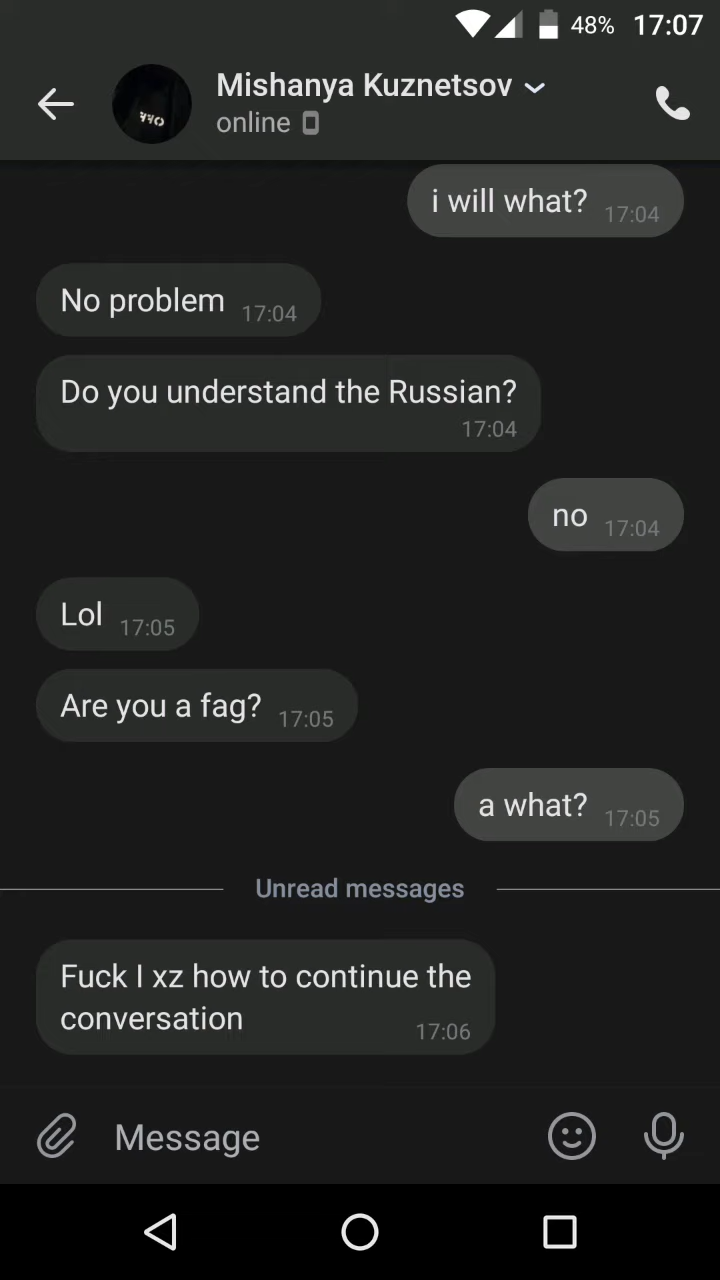 48% 17:07
Mishanya Kuznetsov
online
i will what? 17:04
No problem 17:04
Do you understand the Russian?
17:04
no 17:04
Lol 17:05
Are you a fag? 17:05
a what? 17:05
Unread messages
Fuck I xz how to continue the
conversation 17:06
Message